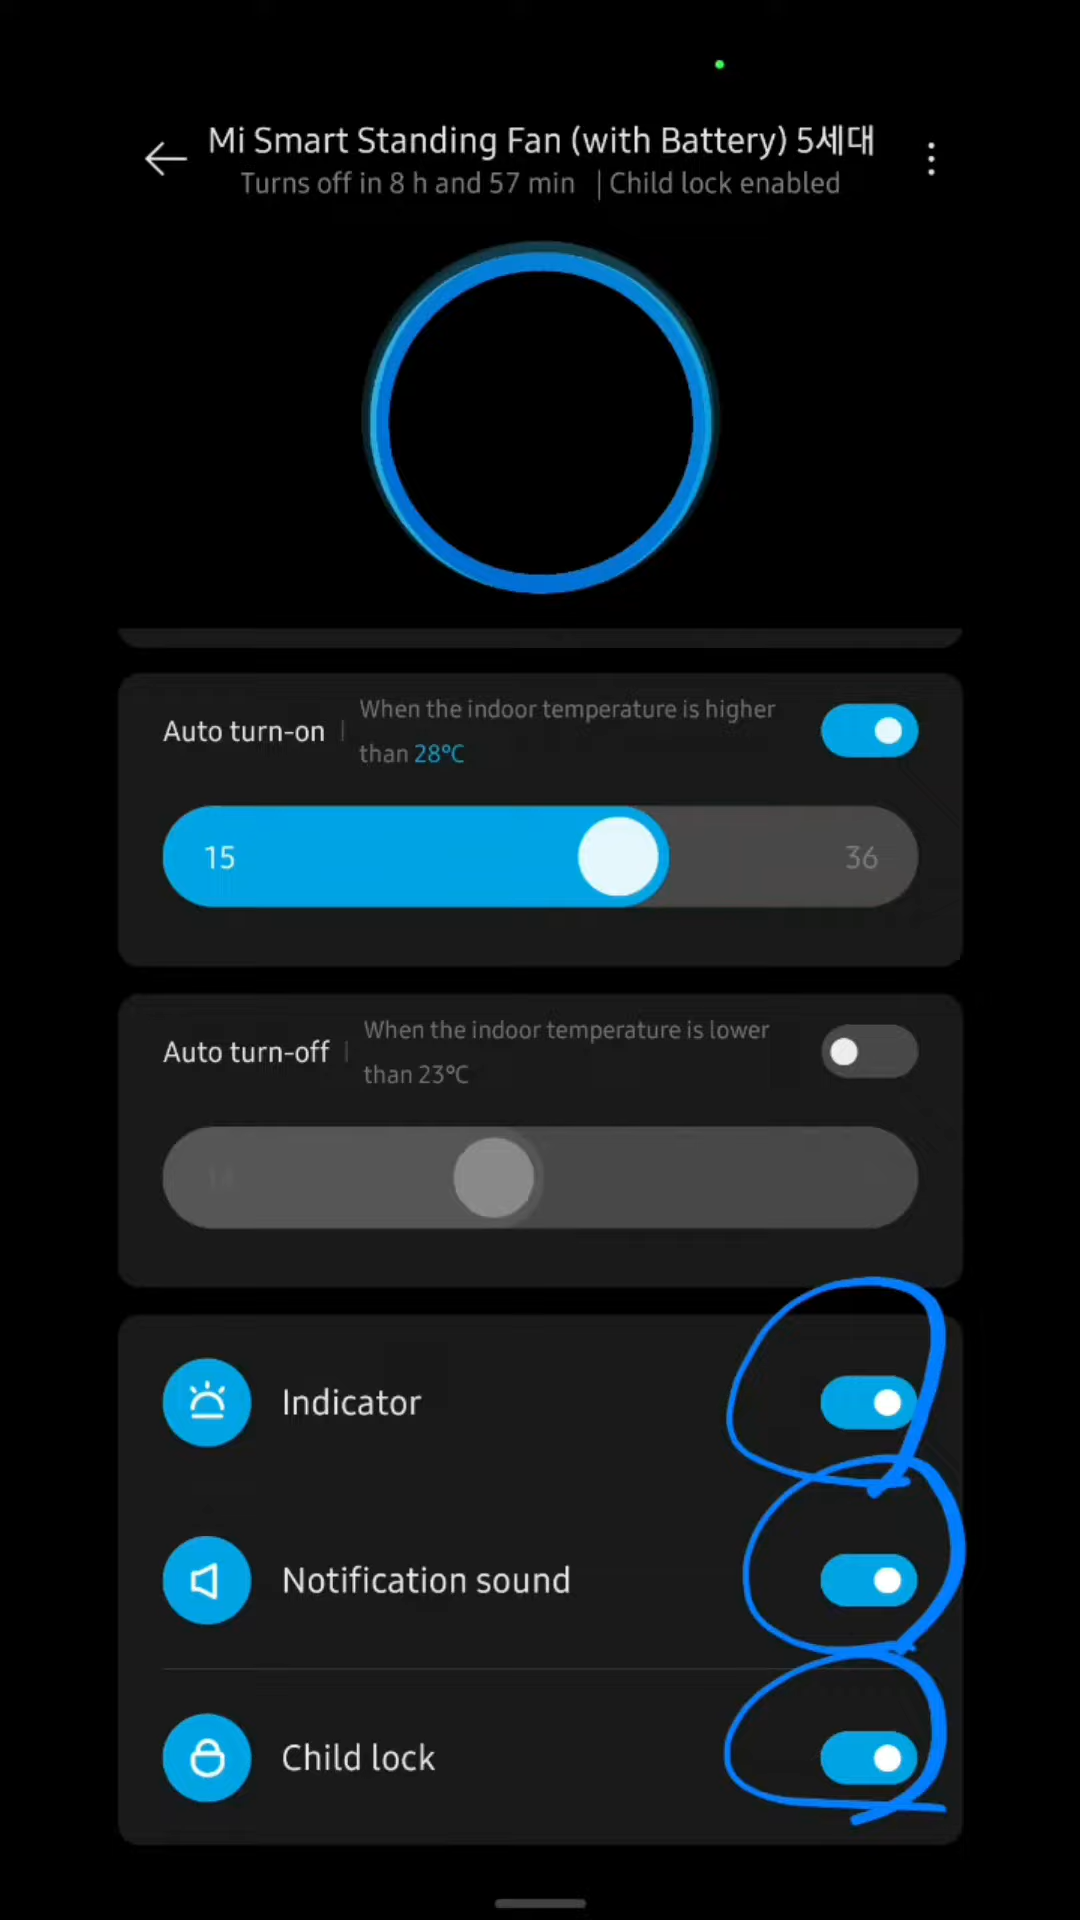 Mi Smart Standing Fan (with Battery) 5세대
Turns off in 8 h and 57 min | Child lock enabled
Auto turn-on | When the indoor temperature is higher
than 28℃
15 36
Auto turn-off | When the indoor temperature is lower
than 23℃
Indicator
Notification sound
Child lock